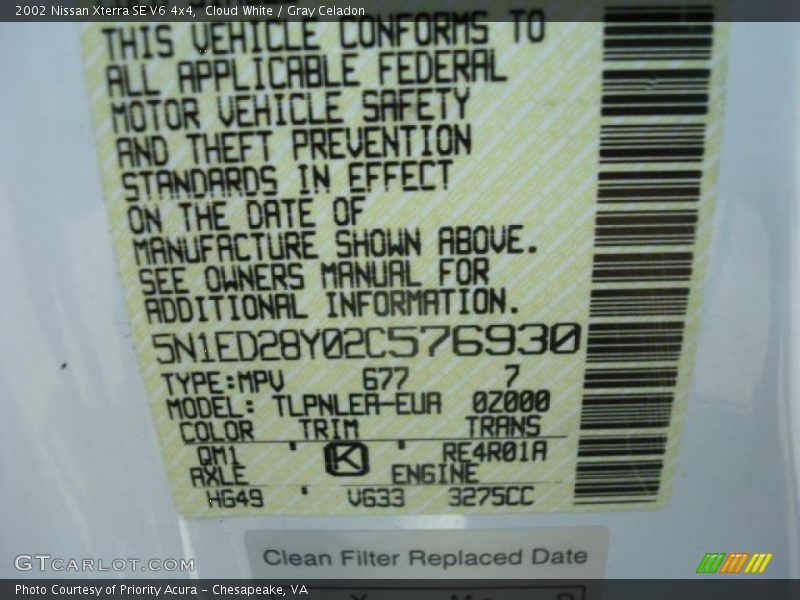 2002 Nissan Xterra SE V6 4x4, Cloud White / Gray Celadon
THIS VEHICLE CONFORMS TO
ALL APPLICABLE FEDERAL
MOTOR VEHICLE SAFETY
AND THEFT PREVENTION
STANDARDS IN EFFECT
ON THE DATE OF
MANUFACTURE SHOWN ABOVE.
SEE OWNERS MANUAL FOR
ADDITIONAL INFORMATION.
5N1ED28Y02C576930
TYPE:MPV 677 7
MODEL: TLPNLEA-EUA 0Z000
COLOR TRIM TRANS
QM1 ' K ' RE4R01A
AXLE ENGINE
HG49 ' VG33 3275CC
Clean Filter Replaced Date
GTCARLOT.COM
Photo Courtesy of Priority Acura – Chesapeake, VA